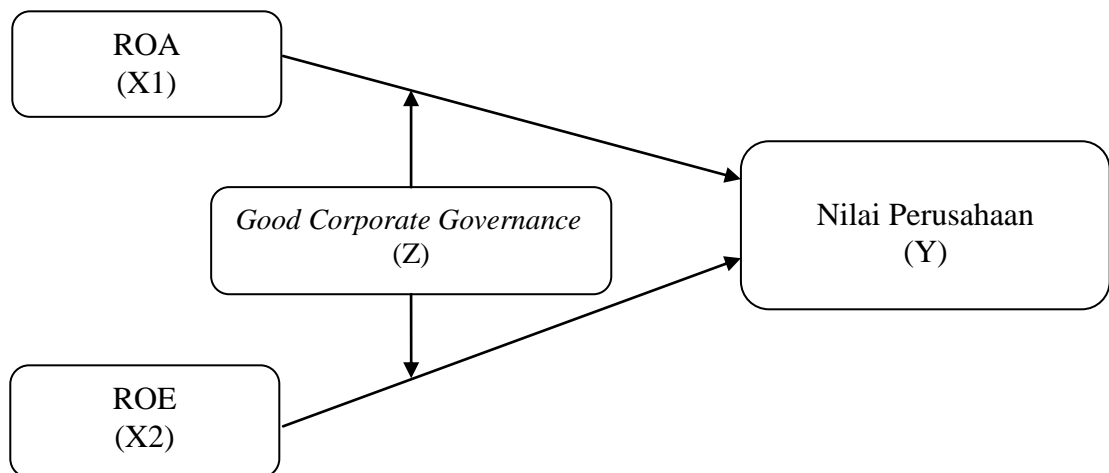 ROA
(X1)
Good Corporate Governance
(Z)
Nilai Perusahaan
(Y)
ROE
(X2)